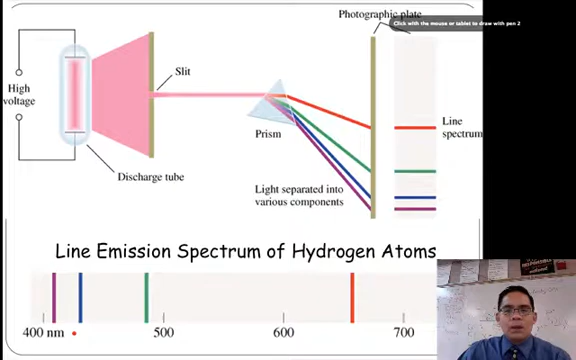 Photographic plate
Click with the mouse or tablet to draw with pen 2
Slit
High
voltage
Line
spectrum
Prism
Discharge tube
Light separated into
various components
Line Emission Spectrum of Hydrogen Atoms
400 nm 500 600 700